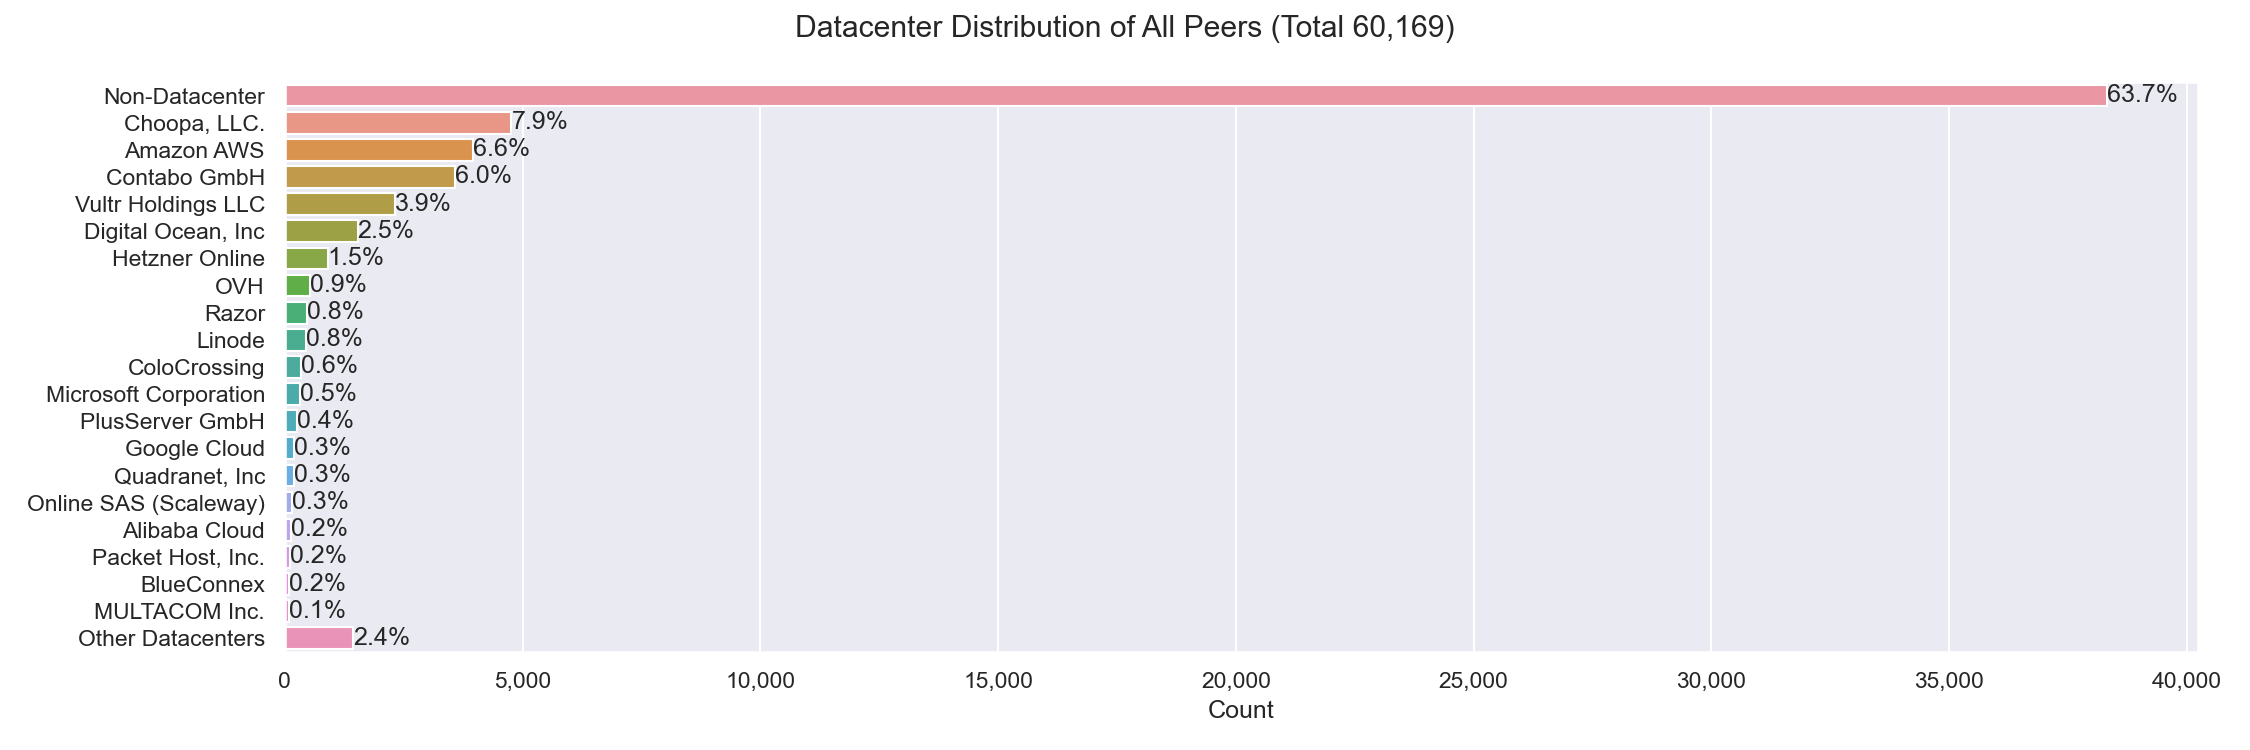 Datacenter Distribution of All Peers (Total 60,169)
Non-Datacenter 63.7%
Choopa, LLC. 7.9%
Amazon AWS 6.6%
Contabo GmbH 6.0%
Vultr Holdings LLC 3.9%
Digital Ocean, Inc 2.5%
Hetzner Online 1.5%
OVH 0.9%
Razor 0.8%
Linode 0.8%
ColoCrossing 0.6%
Microsoft Corporation 0.5%
PlusServer GmbH 0.4%
Google Cloud 0.3%
Quadranet, Inc 0.3%
Online SAS (Scaleway) 0.3%
Alibaba Cloud 0.2%
Packet Host, Inc. 0.2%
BlueConnex 0.2%
MULTACOM Inc. 0.1%
Other Datacenters 2.4%
0 5,000 10,000 15,000 20,000 25,000 30,000 35,000 40,000
Count